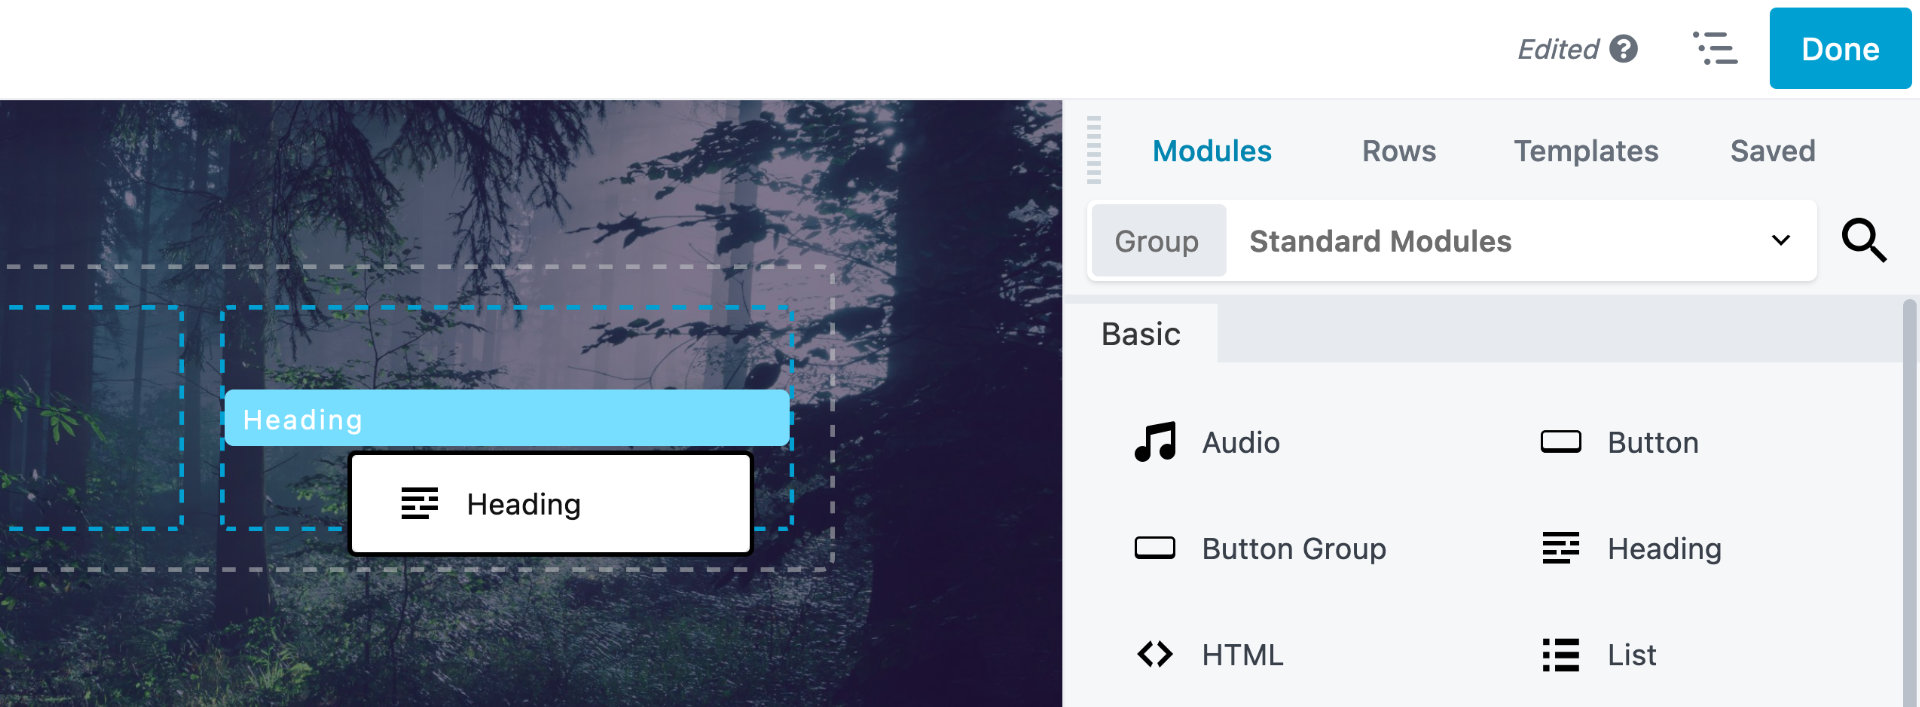 Edited ?
Done
Modules Rows Templates Saved
Group Standard Modules
Basic
Heading
Heading
Audio
Button
Button Group
Heading
HTML
List